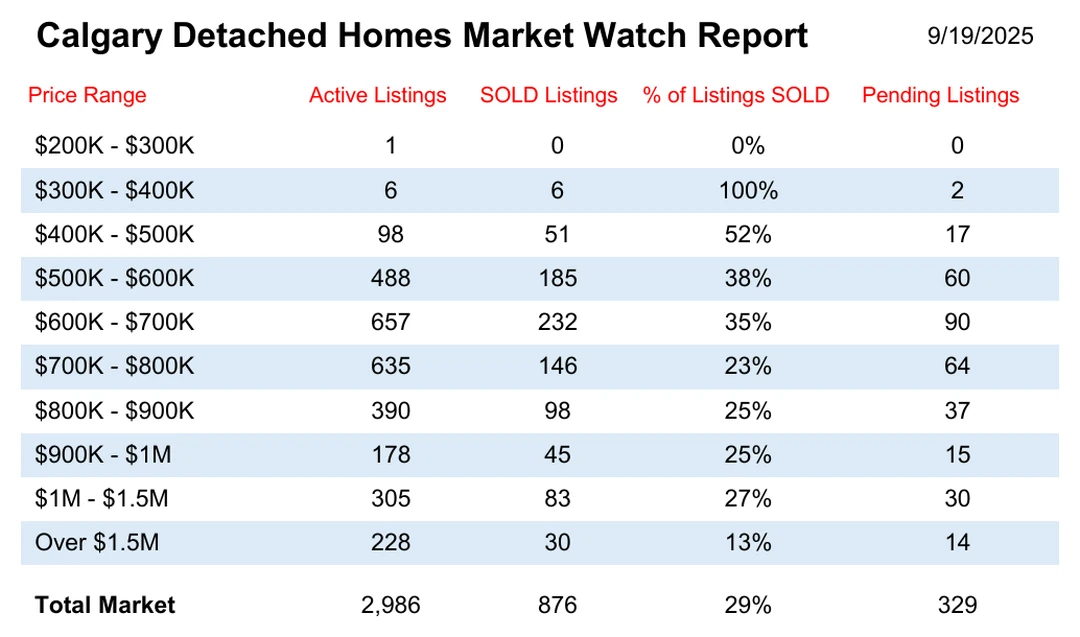 Calgary Detached Homes Market Watch Report 9/19/2025
Price Range Active Listings SOLD Listings % of Listings SOLD Pending Listings
$200K - $300K 1 0 0% 0
$300K - $400K 6 6 100% 2
$400K - $500K 98 51 52% 17
$500K - $600K 488 185 38% 60
$600K - $700K 657 232 35% 90
$700K - $800K 635 146 23% 64
$800K - $900K 390 98 25% 37
$900K - $1M 178 45 25% 15
$1M - $1.5M 305 83 27% 30
Over $1.5M 228 30 13% 14
Total Market 2,986 876 29% 329